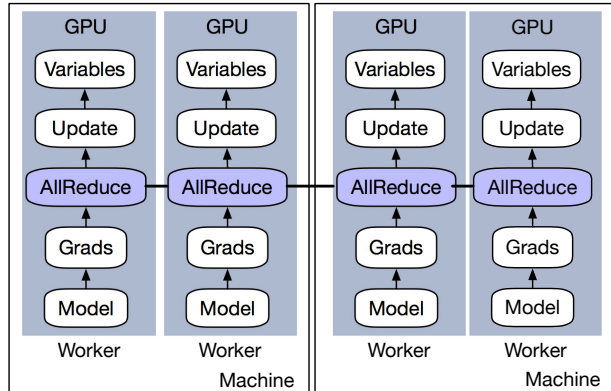 GPU GPU GPU GPU
Variables Variables Variables Variables
Update Update Update Update
AllReduce AllReduce AllReduce AllReduce
Grads Grads Grads Grads
Model Model Model Model
Worker Worker Worker Worker
Machine Machine